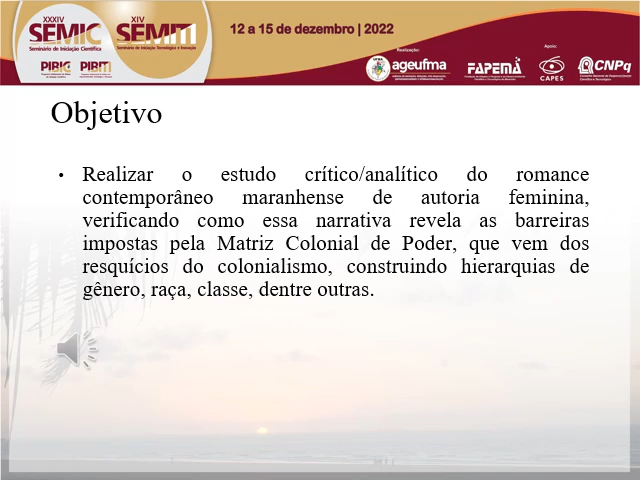 XXXIV
SEMIC
Seminário de Iniciação Científica
PIBIC
XIV
SEMITI
Seminário de Iniciação Tecnológica e Inovação
PIBITI
12 a 15 de dezembro | 2022
Realização:
ageufma
Apoio:
FAPEMA
CAPES
CNPq
Objetivo
• Realizar o estudo crítico/analítico do romance
contemporâneo maranhense de autoria feminina,
verificando como essa narrativa revela as barreiras
impostas pela Matriz Colonial de Poder, que vem dos
resquícios do colonialismo, construindo hierarquias de
gênero, raça, classe, dentre outras.